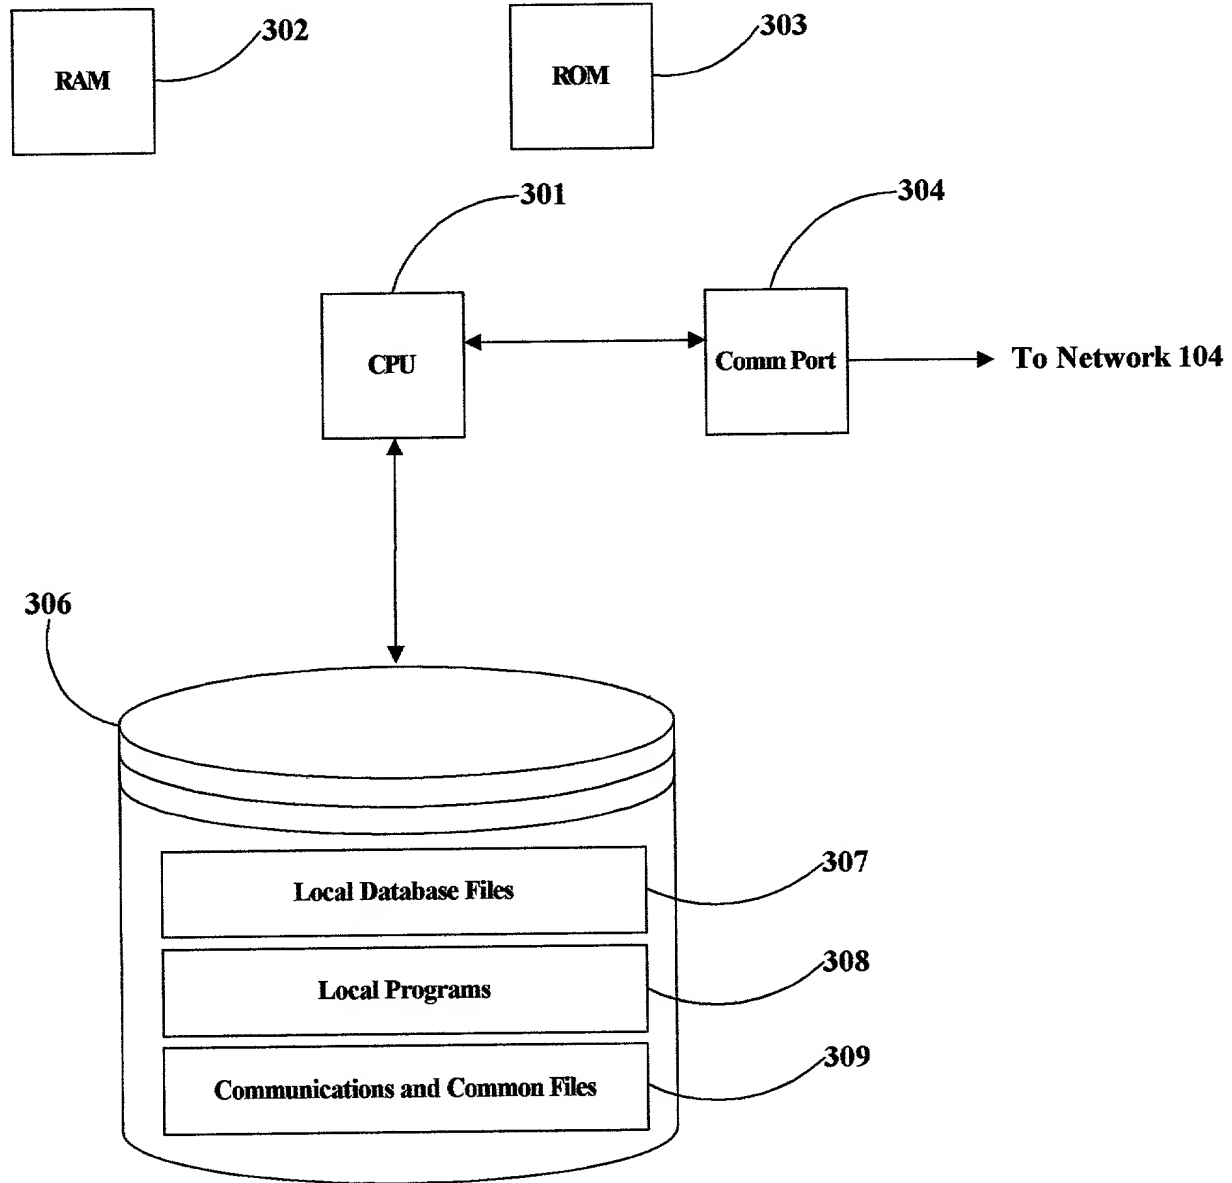 302
303
RAM
ROM
301
304
CPU
Comm Port
To Network 104
306
307
Local Database Files
308
Local Programs
309
Communications and Common Files